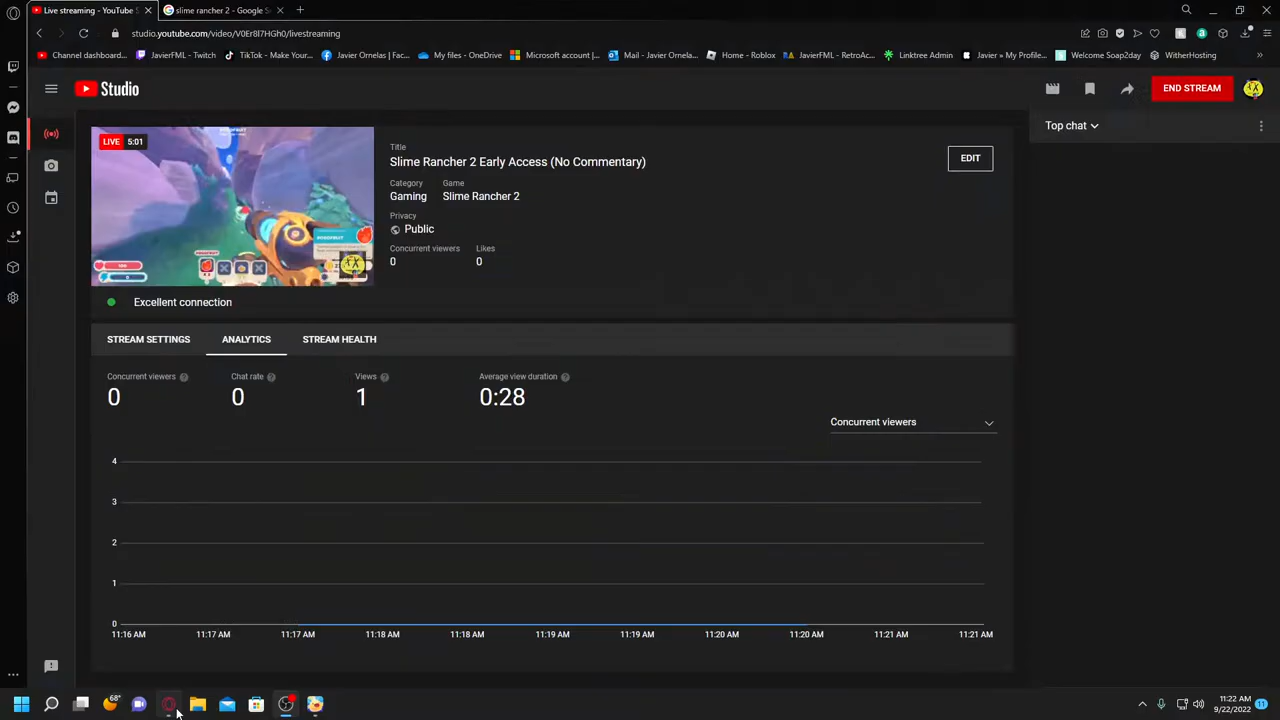 Live streaming - YouTube S
slime rancher 2 - Google S
studio.youtube.com/video/V0Er8l7HGh0/livestreaming
Channel dashboard...
JavierFML - Twitch
TikTok - Make Your...
Javier Ornelas | Fac...
My files - OneDrive
Microsoft account |...
Mail - Javier Ornela...
Home - Roblox
JavierFML - RetroAc...
Linktree Admin
Javier » My Profile...
Welcome Soap2day
WitherHosting
Studio
END STREAM
LIVE 5:01
Title
Slime Rancher 2 Early Access (No Commentary)
EDIT
Category Game
Gaming Slime Rancher 2
Privacy
Public
Concurrent viewers Likes
0 0
Excellent connection
Top chat
STREAM SETTINGS ANALYTICS STREAM HEALTH
Concurrent viewers Chat rate Views Average view duration
0 0 1 0:28
Concurrent viewers
4
3
2
1
0
11:16 AM 11:17 AM 11:17 AM 11:18 AM 11:18 AM 11:19 AM 11:19 AM 11:20 AM 11:20 AM 11:21 AM 11:21 AM
68°
11:22 AM
9/22/2022
11